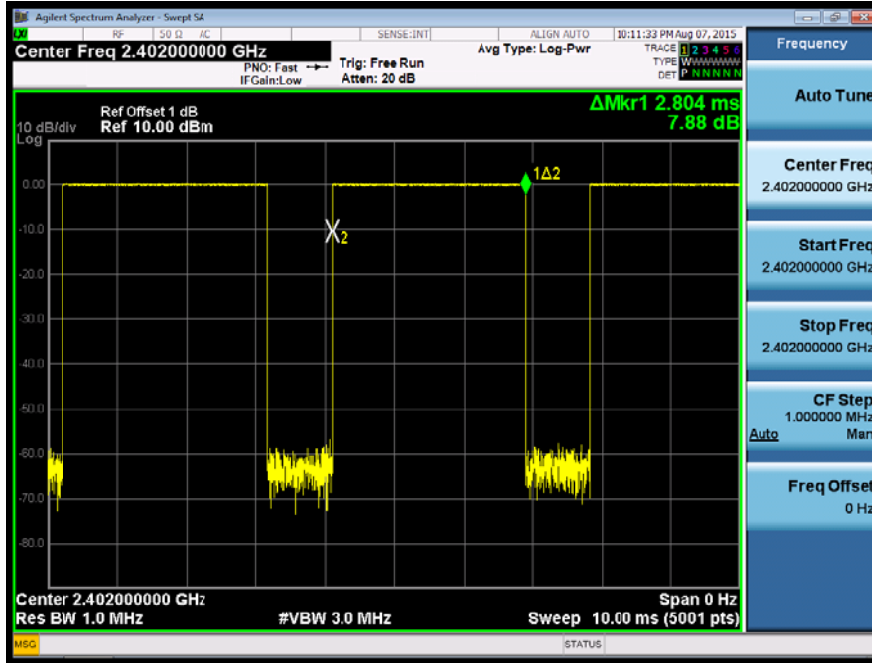 Agilent Spectrum Analyzer - Swept SA
LXI RF 50 Ω AC SENSE:INT ALIGN AUTO 10:11:33 PM Aug 07, 2015
Center Freq 2.402000000 GHz
PNO: Fast
IFGain:Low
Trig: Free Run
Atten: 20 dB
Avg Type: Log-Pwr
TRACE 1 2 3 4 5 6
TYPE WWWWWW
DET P N N N N N
ΔMkr1 2.804 ms
7.88 dB
Ref Offset 1 dB
10 dB/div Ref 10.00 dBm
Log
0.00
-10.0
-20.0
-30.0
-40.0
-50.0
-60.0
-70.0
-80.0
1Δ2
X2
Center 2.402000000 GHz Span 0 Hz
Res BW 1.0 MHz #VBW 3.0 MHz Sweep 10.00 ms (5001 pts)
MSG STATUS
Frequency
Auto Tune
Center Freq
2.402000000 GHz
Start Freq
2.402000000 GHz
Stop Freq
2.402000000 GHz
CF Step
1.000000 MHz
Auto Man
Freq Offset
0 Hz